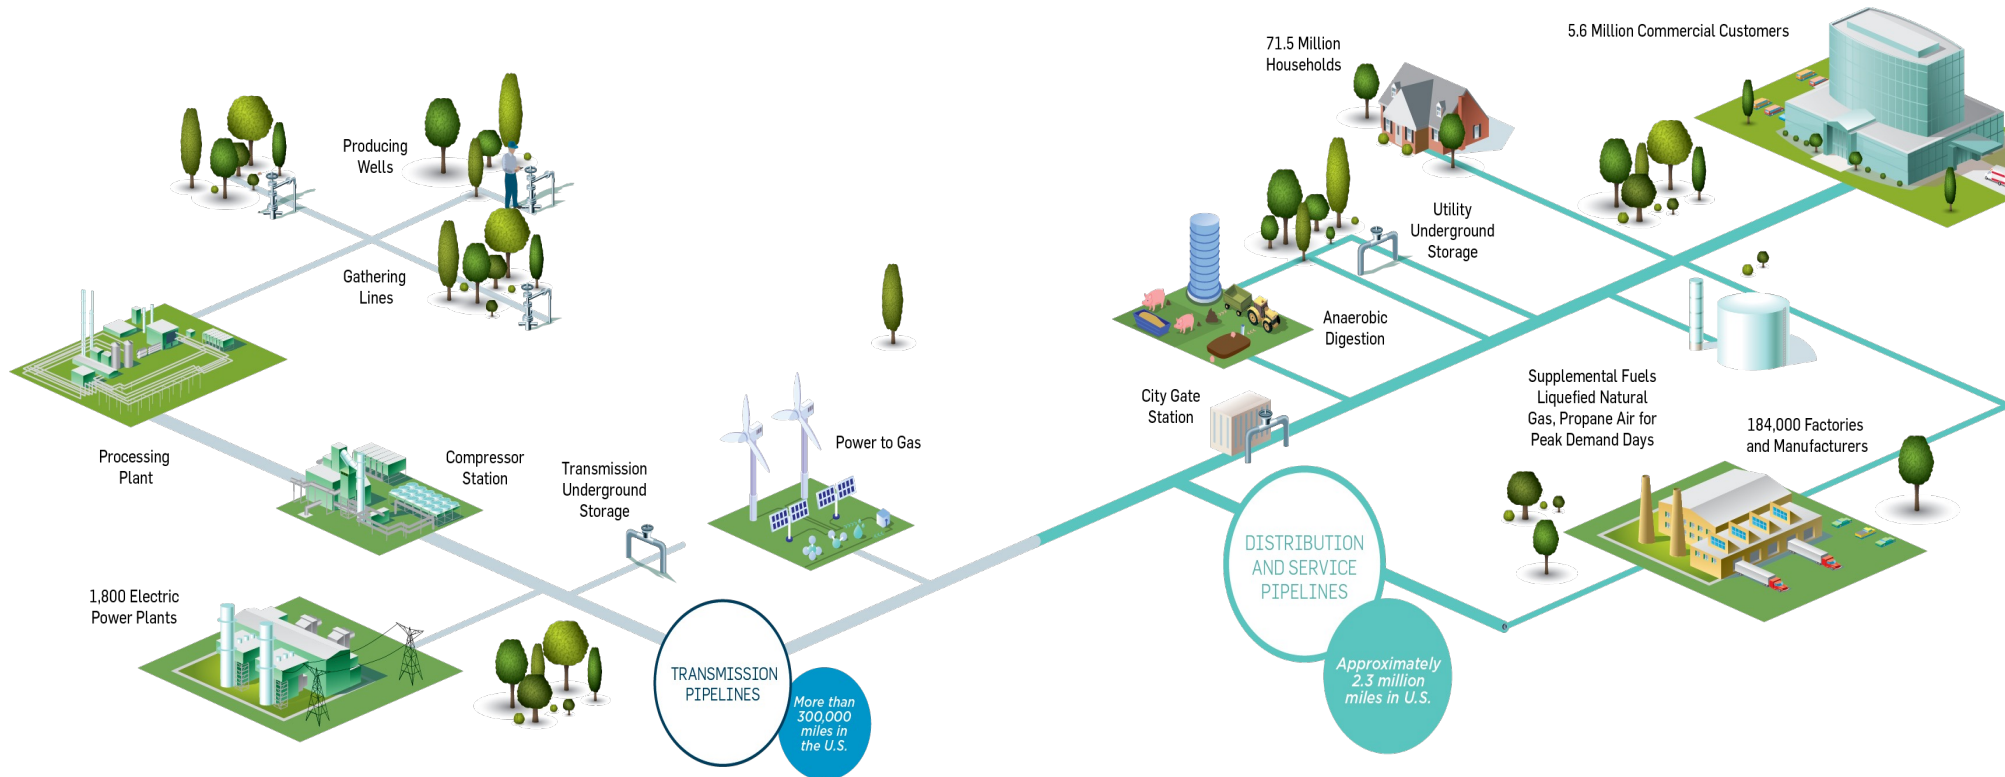 Producing
Wells
Gathering
Lines
Processing
Plant
Compressor
Station
Transmission
Underground
Storage
1,800 Electric
Power Plants
Power to Gas
TRANSMISSION
PIPELINES
More than
300,000
miles in
the U.S.
71.5 Million
Households
5.6 Million Commercial Customers
Utility
Underground
Storage
Anaerobic
Digestion
City Gate
Station
Supplemental Fuels
Liquefied Natural
Gas, Propane Air for
Peak Demand Days
184,000 Factories
and Manufacturers
DISTRIBUTION
AND SERVICE
PIPELINES
Approximately
2.3 million
miles in U.S.